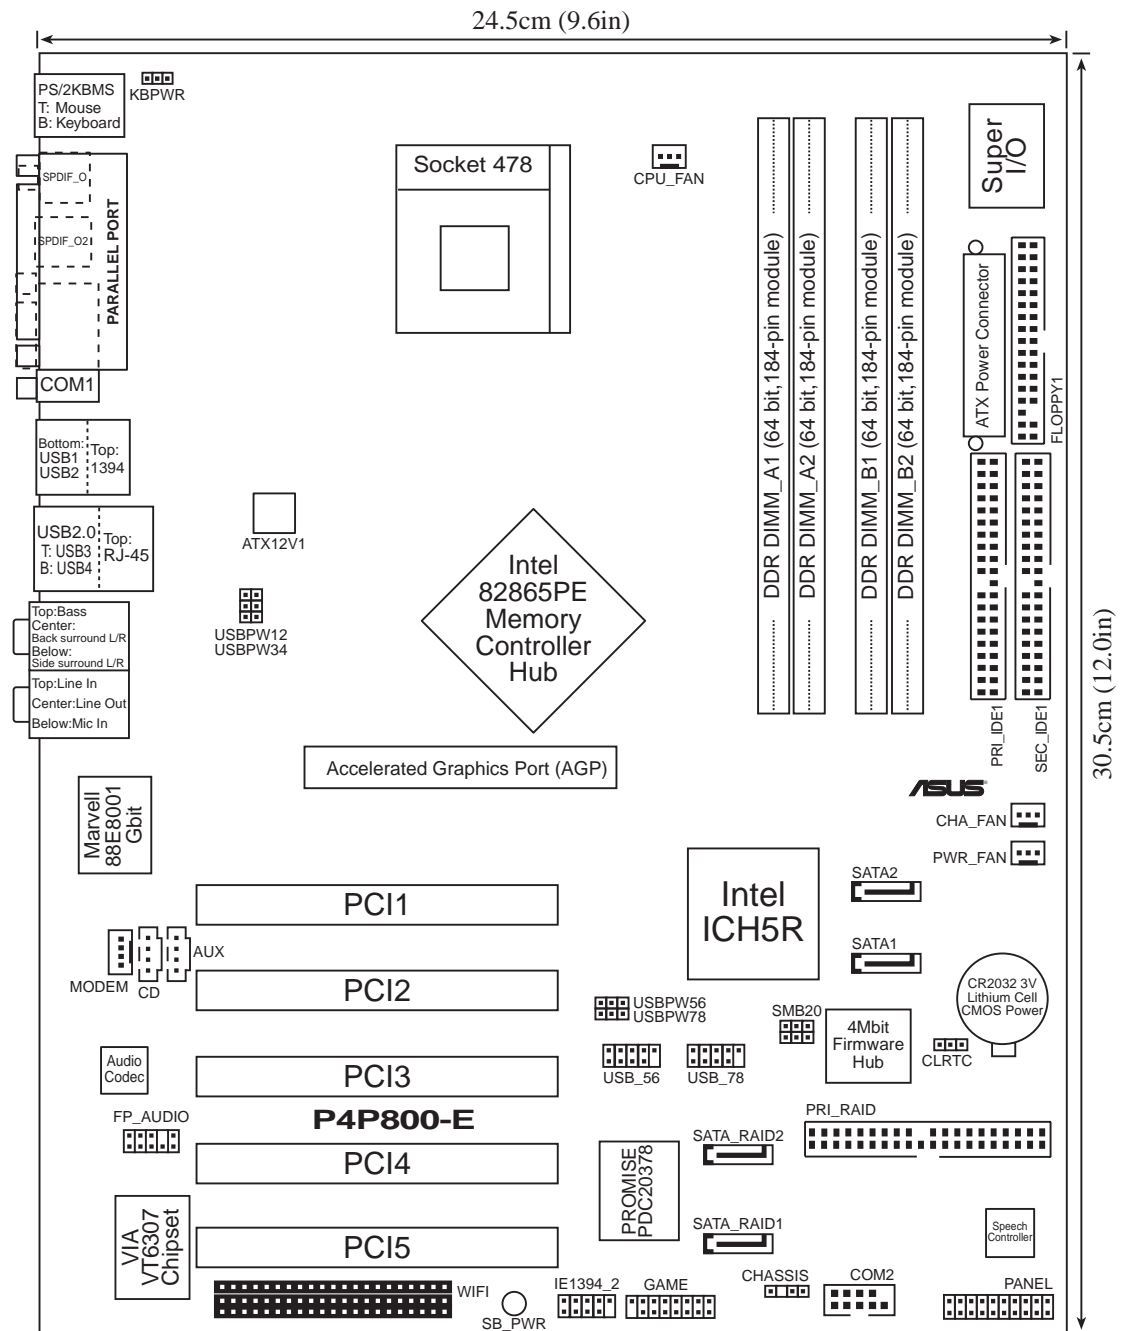 24.5cm (9.6in)
PS/2KBMS
T: Mouse
B: Keyboard
KBPWR
SPDIF_O
SPDIF_O2
PARALLEL PORT
COM1
Socket 478
CPU_FAN
Super
I/O
DDR DIMM_A1 (64 bit,184-pin module)
DDR DIMM_A2 (64 bit,184-pin module)
DDR DIMM_B1 (64 bit,184-pin module)
DDR DIMM_B2 (64 bit,184-pin module)
ATX Power Connector
FLOPPY1
Bottom:
USB1
USB2
Top:
1394
USB2.0
T: USB3
B: USB4
Top:
RJ-45
ATX12V1
USBPW12
USBPW34
Intel
82865PE
Memory
Controller
Hub
Top:Bass
Center:
Back surround L/R
Below:
Side surround L/R
Top:Line In
Center:Line Out
Below:Mic In
PRI_IDE1
SEC_IDE1
30.5cm (12.0in)
Accelerated Graphics Port (AGP)
ASUS
Marvell
88E8001
Gbit
CHA_FAN
PWR_FAN
Intel
ICH5R
SATA2
SATA1
PCI1
MODEM
CD
AUX
PCI2
USBPW56
USBPW78
SMB20
4Mbit
Firmware
Hub
CR2032 3V
Lithium Cell
CMOS Power
CLRTC
Audio
Codec
PCI3
USB_56
USB_78
P4P800-E
FP_AUDIO
PRI_RAID
PCI4
PROMISE
PDC20378
SATA_RAID2
SATA_RAID1
VIA
VT6307
Chipset
PCI5
Speech
Controller
WIFI
SB_PWR
IE1394_2
GAME
CHASSIS
COM2
PANEL